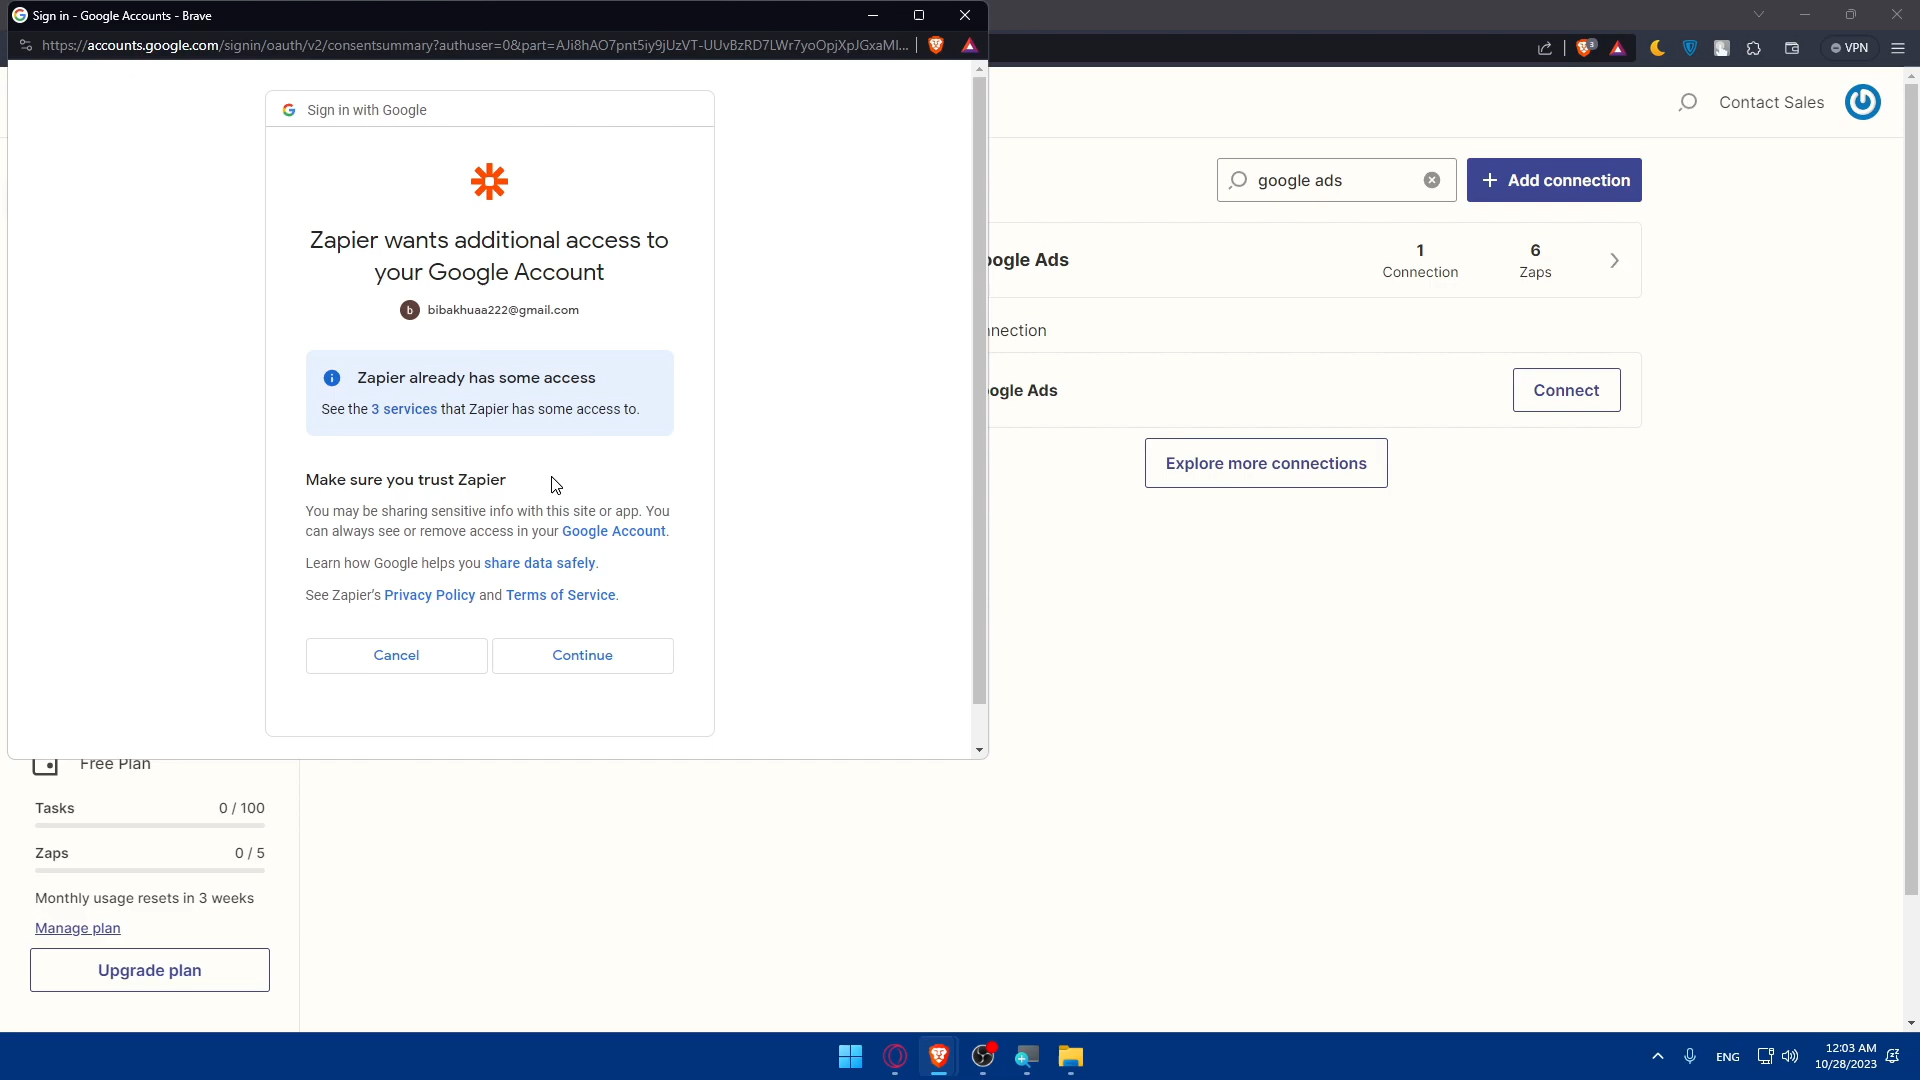 Sign in - Google Accounts - Brave
https://accounts.google.com/signin/oauth/v2/consentsummary?authuser=0&part=AJi8hAO7pnt5iy9jUzVT-UUvBzRD7LWr7yoOpjXpJGxaMI...
3
VPN
Sign in with Google
Contact Sales
google ads
+ Add connection
Zapier wants additional access to
your Google Account
bibakhuaa222@gmail.com
b
oogle Ads
1
Connection
6
Zaps
nnection
oogle Ads
Connect
Explore more connections
Zapier already has some access
See the 3 services that Zapier has some access to.
Make sure you trust Zapier
You may be sharing sensitive info with this site or app. You
can always see or remove access in your Google Account.
Learn how Google helps you share data safely.
See Zapier's Privacy Policy and Terms of Service.
Cancel
Continue
Free Plan
Tasks 0 / 100
Zaps 0 / 5
Monthly usage resets in 3 weeks
Manage plan
Upgrade plan
ENG
12:03 AM
10/28/2023